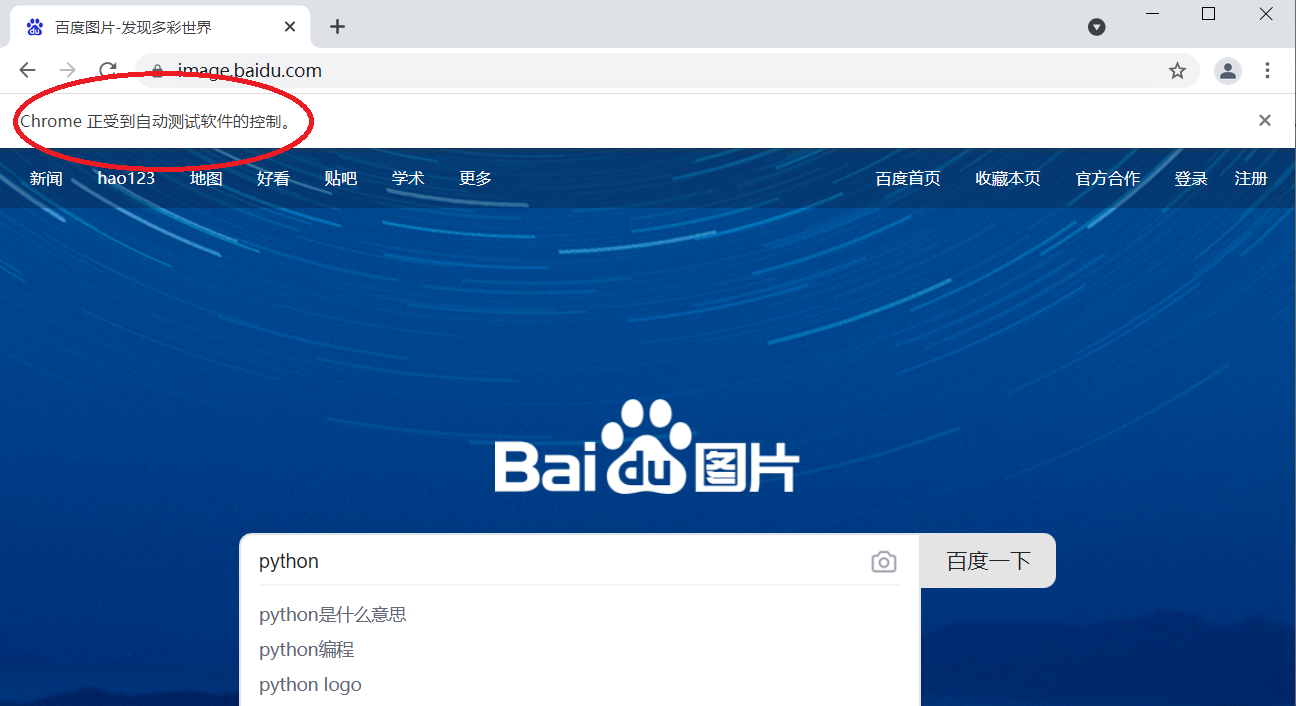 百度图片-发现多彩世界
image.baidu.com
Chrome 正受到自动测试软件的控制。
新闻 hao123 地图 好看 贴吧 学术 更多 百度首页 收藏本页 官方合作 登录 注册
Bai du 图片
python 百度一下
python是什么意思
python编程
python logo